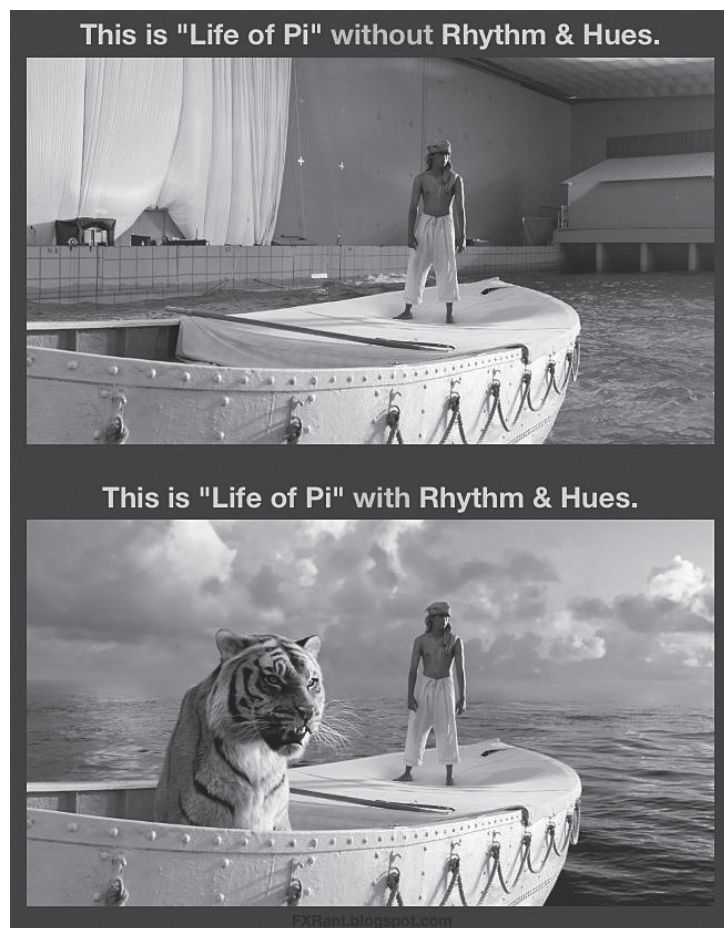 This is "Life of Pi" without Rhythm & Hues.
This is "Life of Pi" with Rhythm & Hues.
FXRant.blogspot.com